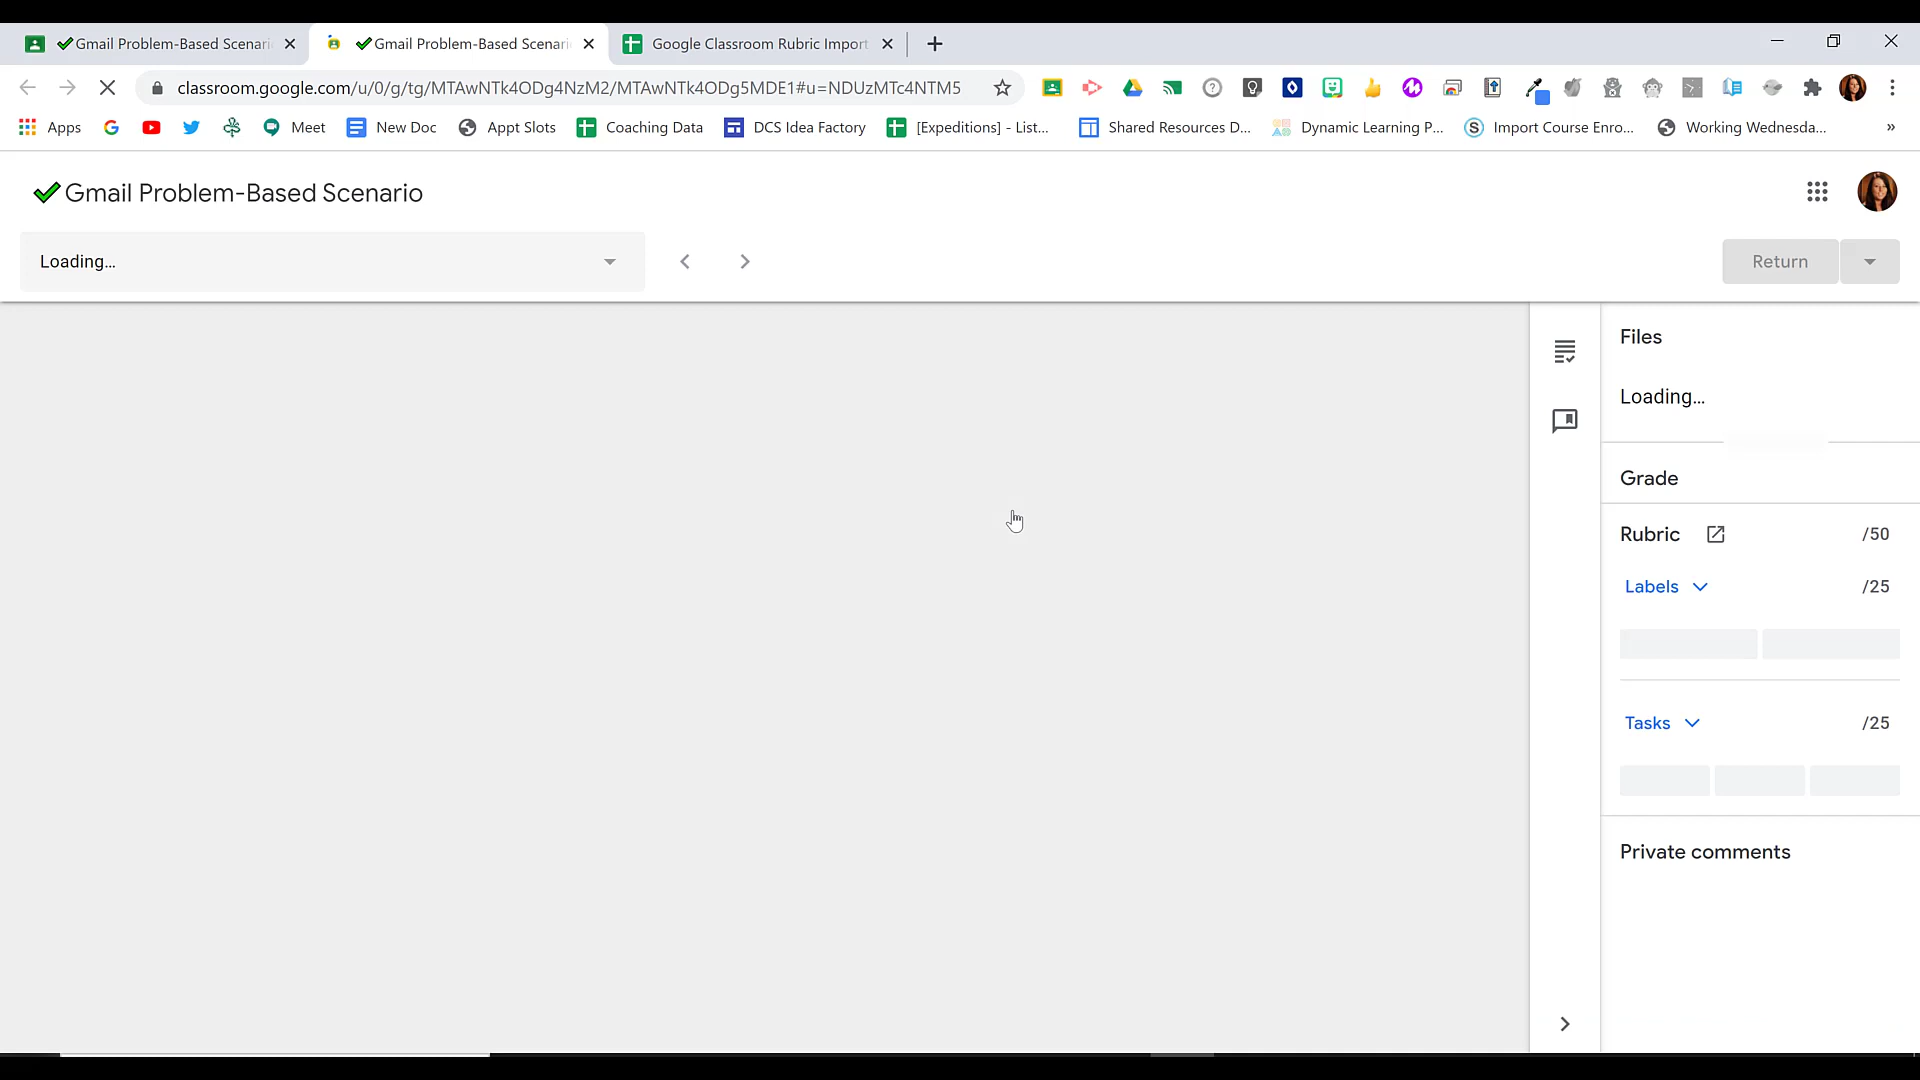 Gmail Problem-Based Scenari
Gmail Problem-Based Scenari
Google Classroom Rubric Import
classroom.google.com/u/0/g/tg/MTAwNTk4ODg4NzM2/MTAwNTk4ODg5MDE1#u=NDUzMTc4NTM5
Apps
Meet
New Doc
Appt Slots
Coaching Data
DCS Idea Factory
[Expeditions] - List...
Shared Resources D...
Dynamic Learning P...
Import Course Enro...
Working Wednesda...
»
Gmail Problem-Based Scenario
Loading...
Return
Files
Loading...
Grade
Rubric /50
Labels /25
Tasks /25
Private comments